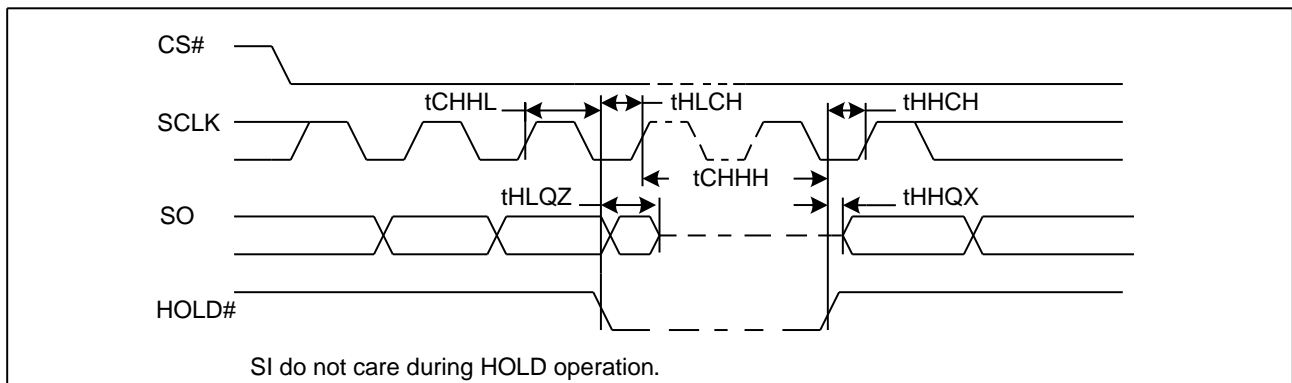 CS#
tCHHL
tHLCH
tHHCH
SCLK
tCHHH
tHLQZ
tHHQX
SO
HOLD#
SI do not care during HOLD operation.